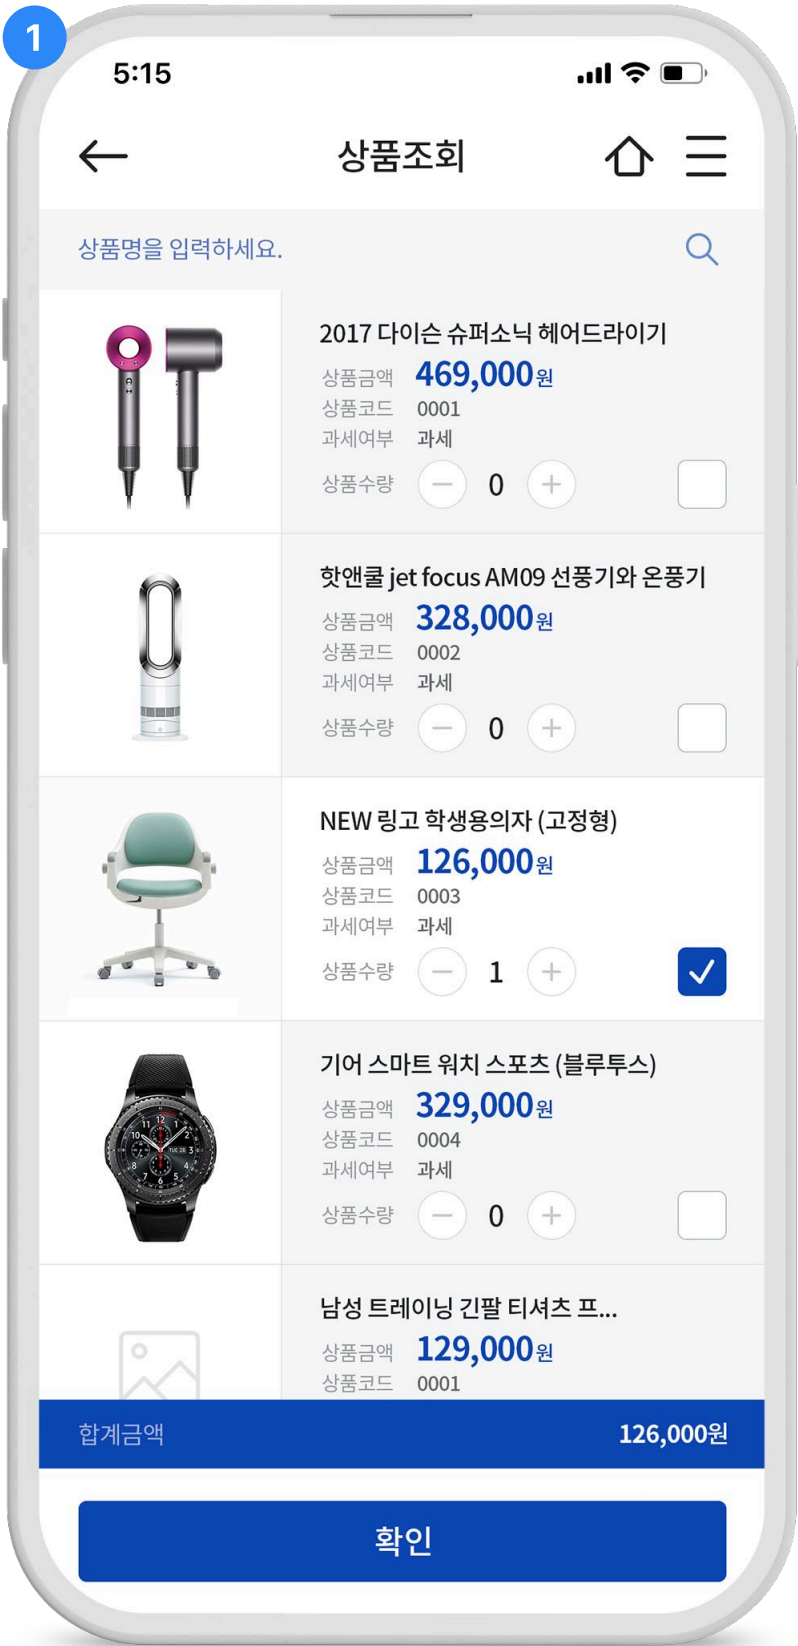 1
5:15
상품조회
상품명을 입력하세요.
2017 다이슨 슈퍼소닉 헤어드라이기
상품금액 469,000원
상품코드 0001
과세여부 과세
상품수량 0
핫앤쿨 jet focus AM09 선풍기와 온풍기
상품금액 328,000원
상품코드 0002
과세여부 과세
상품수량 0
NEW 링고 학생용의자 (고정형)
상품금액 126,000원
상품코드 0003
과세여부 과세
상품수량 1
기어 스마트 워치 스포츠 (블루투스)
상품금액 329,000원
상품코드 0004
과세여부 과세
상품수량 0
남성 트레이닝 긴팔 티셔츠 프...
상품금액 129,000원
상품코드 0001
합계금액 126,000원
확인